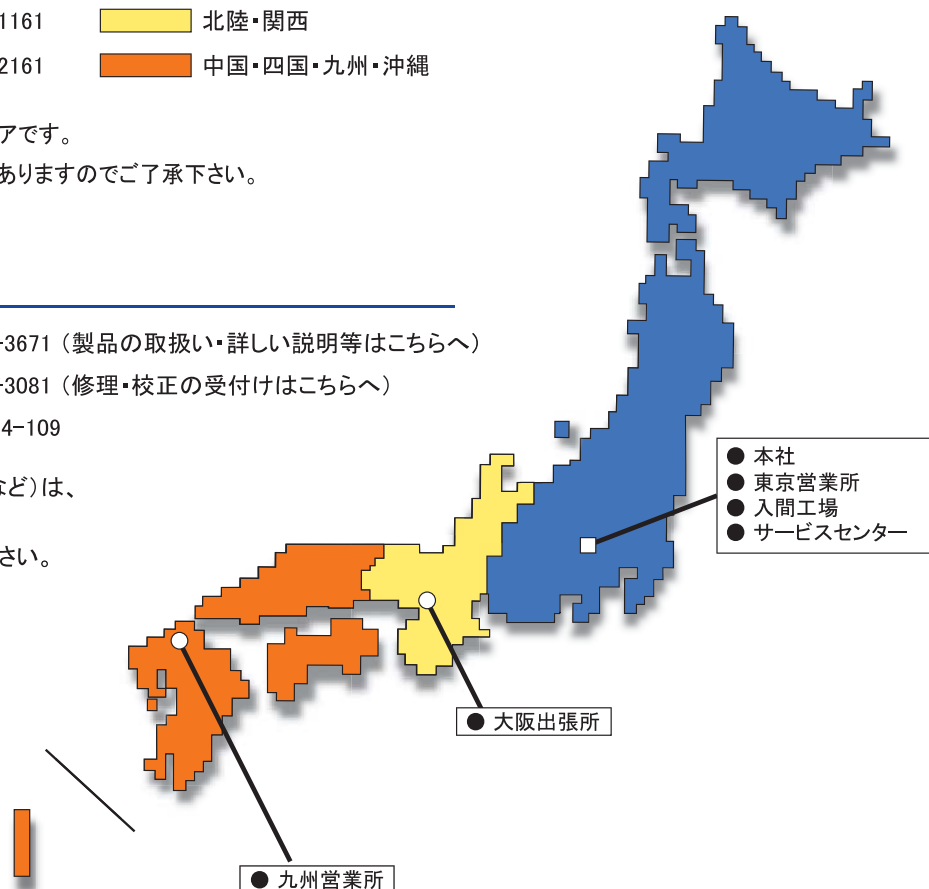 1161 北陸・関西
2161 中国・四国・九州・沖縄
アです。
ありますのでご了承下さい。
-3671（製品の取扱い・詳しい説明等はこちらへ）
-3081（修理・校正の受付けはこちらへ）
4-109
など）は、
さい。
● 本社
● 東京営業所
● 入間工場
● サービスセンター
● 大阪出張所
● 九州営業所